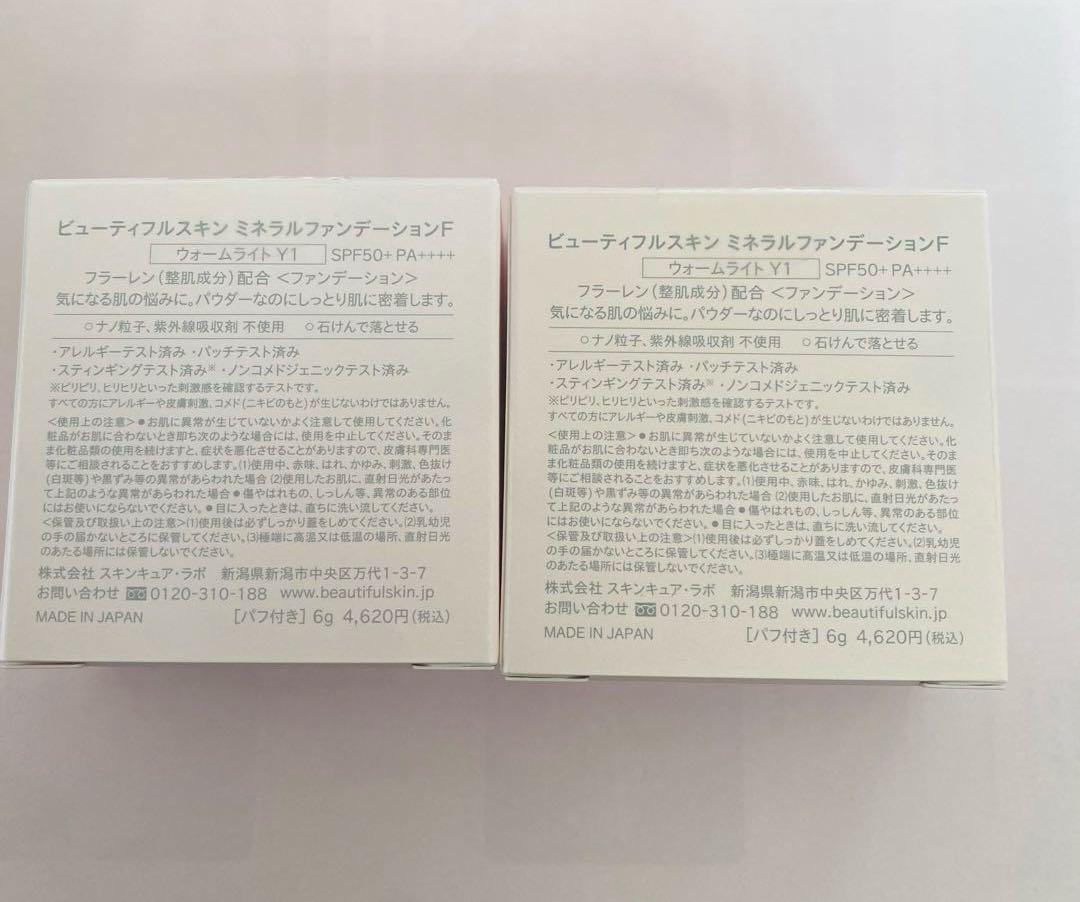 ビューティフルスキン ミネラルファンデーションF
ウォームライト Y1 SPF50+ PA++++
フラーレン(整肌成分)配合 <ファンデーション>
気になる肌の悩みに。パウダーなのにしっとり肌に密着します。
○ナノ粒子、紫外線吸収剤 不使用 ○石けんで落とせる
・アレルギーテスト済み ・パッチテスト済み
・スティンギングテスト済み※ ・ノンコメドジェニックテスト済み
※ピリピリ、ヒリヒリといった刺激感を確認するテストです。
すべての方にアレルギーや皮膚刺激、コメド(ニキビのもと)が生じないわけではありません。
<使用上の注意>●お肌に異常が生じていないかよく注意して使用してください。化
粧品がお肌に合わないとき即ち次のような場合には、使用を中止してください。そのま
ま化粧品類の使用を続けますと、症状を悪化させることがありますので、皮膚科専門医
等にご相談されることをおすすめします。(1)使用中、赤味、はれ、かゆみ、刺激、色抜け
(白斑等)や黒ずみ等の異常があらわれた場合(2)使用したお肌に、直射日光があたっ
て上記のような異常があらわれた場合●傷やはれもの、しっしん等、異常のある部位
にはお使いにならないでください。●目に入ったときは、直ちに洗い流してください。
<保管及び取扱い上の注意>(1)使用後は必ずしっかり蓋をしめてください。(2)乳幼児
の手の届かないところに保管してください。(3)極端に高温又は低温の場所、直射日光
のあたる場所には保管しないでください。
株式会社 スキンキュア・ラボ 新潟県新潟市中央区万代1-3-7
お問い合わせ 0120-310-188 www.beautifulskin.jp
MADE IN JAPAN [パフ付き] 6g 4,620円(税込)
ビューティフルスキン ミネラルファンデーションF
ウォームライト Y1 SPF50+ PA++++
フラーレン(整肌成分)配合 <ファンデーション>
気になる肌の悩みに。パウダーなのにしっとり肌に密着します。
○ナノ粒子、紫外線吸収剤 不使用 ○石けんで落とせる
・アレルギーテスト済み ・パッチテスト済み
・スティンギングテスト済み※ ・ノンコメドジェニックテスト済み
※ピリピリ、ヒリヒリといった刺激感を確認するテストです。
すべての方にアレルギーや皮膚刺激、コメド(ニキビのもと)が生じないわけではありません。
<使用上の注意>●お肌に異常が生じていないかよく注意して使用してください。化
粧品がお肌に合わないとき即ち次のような場合には、使用を中止してください。そのま
ま化粧品類の使用を続けますと、症状を悪化させることがありますので、皮膚科専門医
等にご相談されることをおすすめします。(1)使用中、赤味、はれ、かゆみ、刺激、色抜け
(白斑等)や黒ずみ等の異常があらわれた場合(2)使用したお肌に、直射日光があたっ
て上記のような異常があらわれた場合●傷やはれもの、しっしん等、異常のある部位
にはお使いにならないでください。●目に入ったときは、直ちに洗い流してください。
<保管及び取扱い上の注意>(1)使用後は必ずしっかり蓋をしめてください。(2)乳幼児
の手の届かないところに保管してください。(3)極端に高温又は低温の場所、直射日光
のあたる場所には保管しないでください。
株式会社 スキンキュア・ラボ 新潟県新潟市中央区万代1-3-7
お問い合わせ 0120-310-188 www.beautifulskin.jp
MADE IN JAPAN [パフ付き] 6g 4,620円(税込)